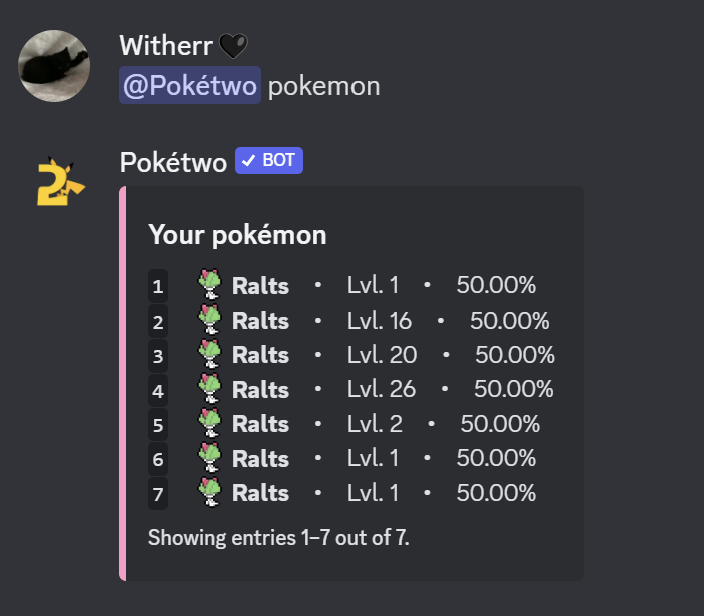 Witherr🖤
@Pokétwo pokemon
Pokétwo ✓ BOT
Your pokémon
1 Ralts • Lvl. 1 • 50.00%
2 Ralts • Lvl. 16 • 50.00%
3 Ralts • Lvl. 20 • 50.00%
4 Ralts • Lvl. 26 • 50.00%
5 Ralts • Lvl. 2 • 50.00%
6 Ralts • Lvl. 1 • 50.00%
7 Ralts • Lvl. 1 • 50.00%
Showing entries 1–7 out of 7.